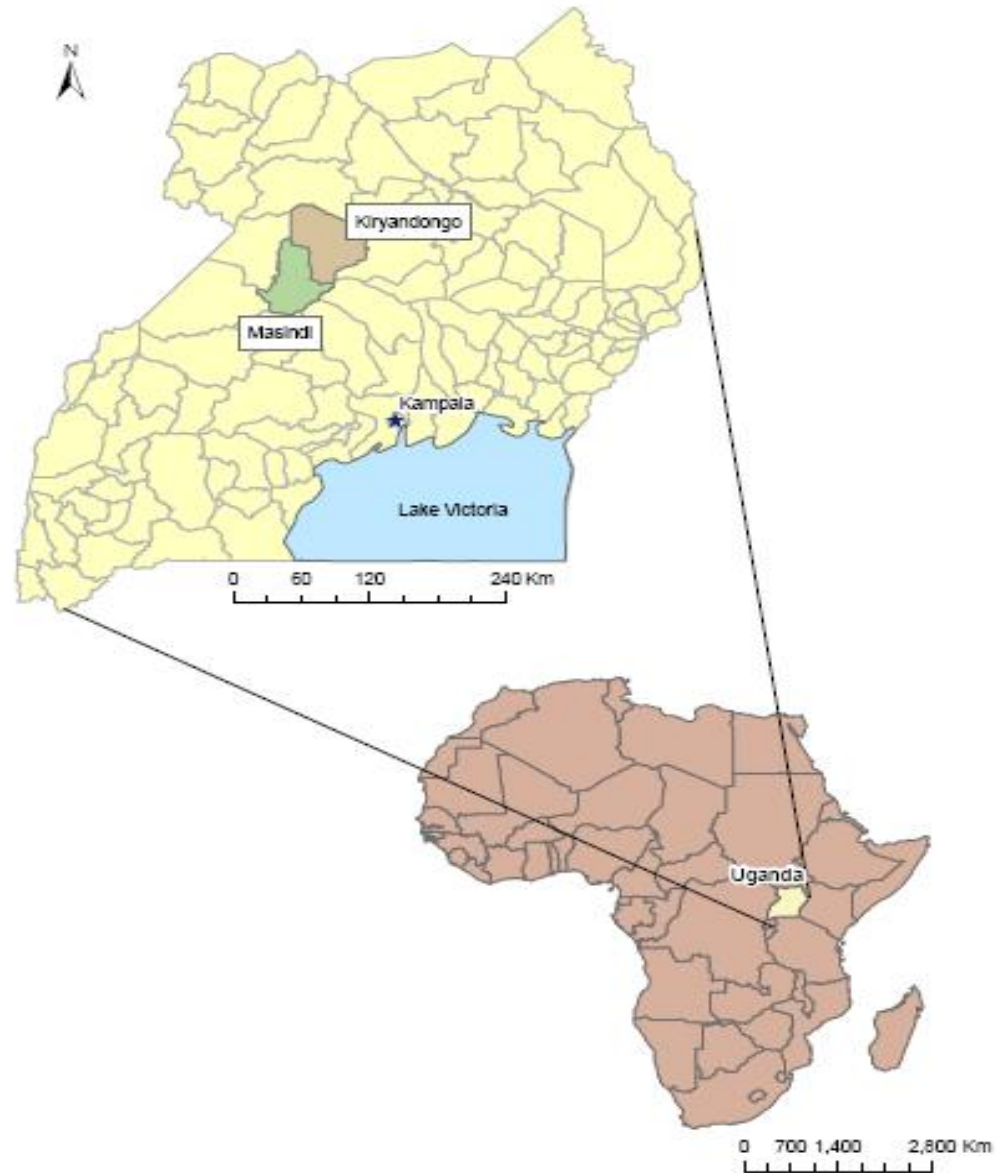 N
Kiryandongo
Masindi
Kampala
Lake Victoria
0 60 120 240 Km
Uganda
0 700 1,400 2,800 Km